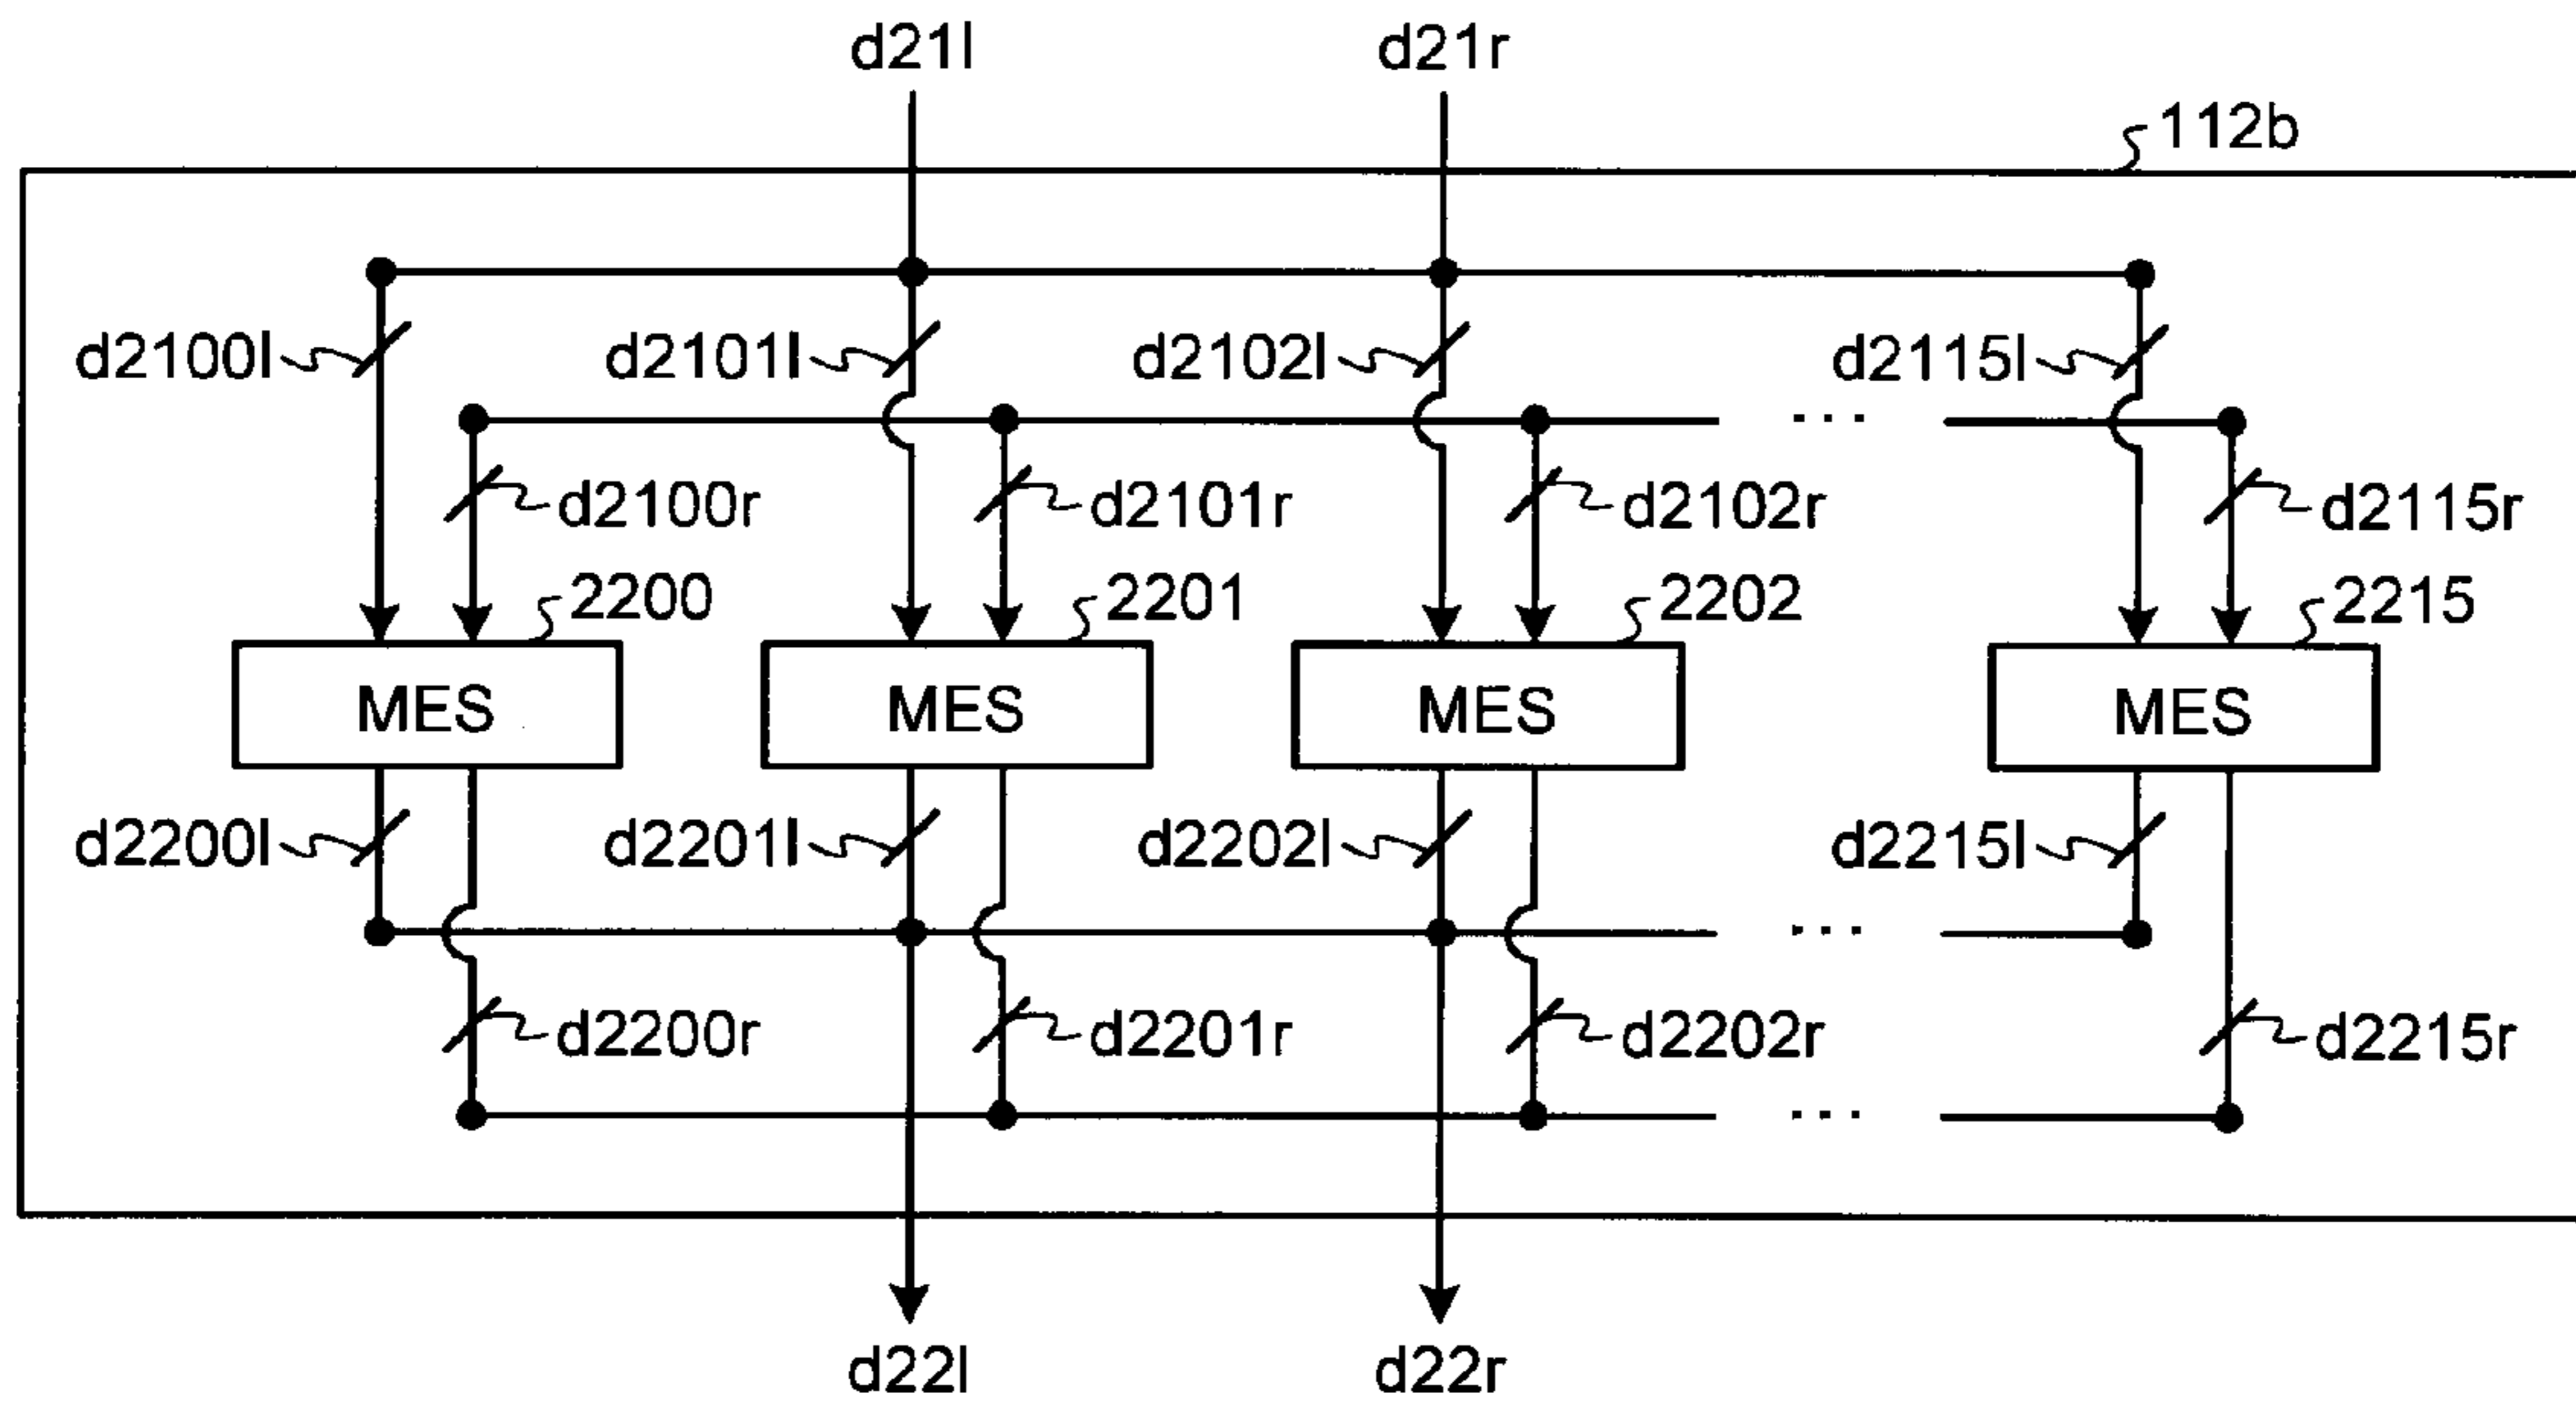 d21l d21r
112b
d2100l d2101l d2102l d2115l
...
d2100r d2101r d2102r d2115r
2200 2201 2202 2215
MES MES MES MES
d2200l d2201l d2202l d2215l
...
d2200r d2201r d2202r d2215r
...
d22l d22r